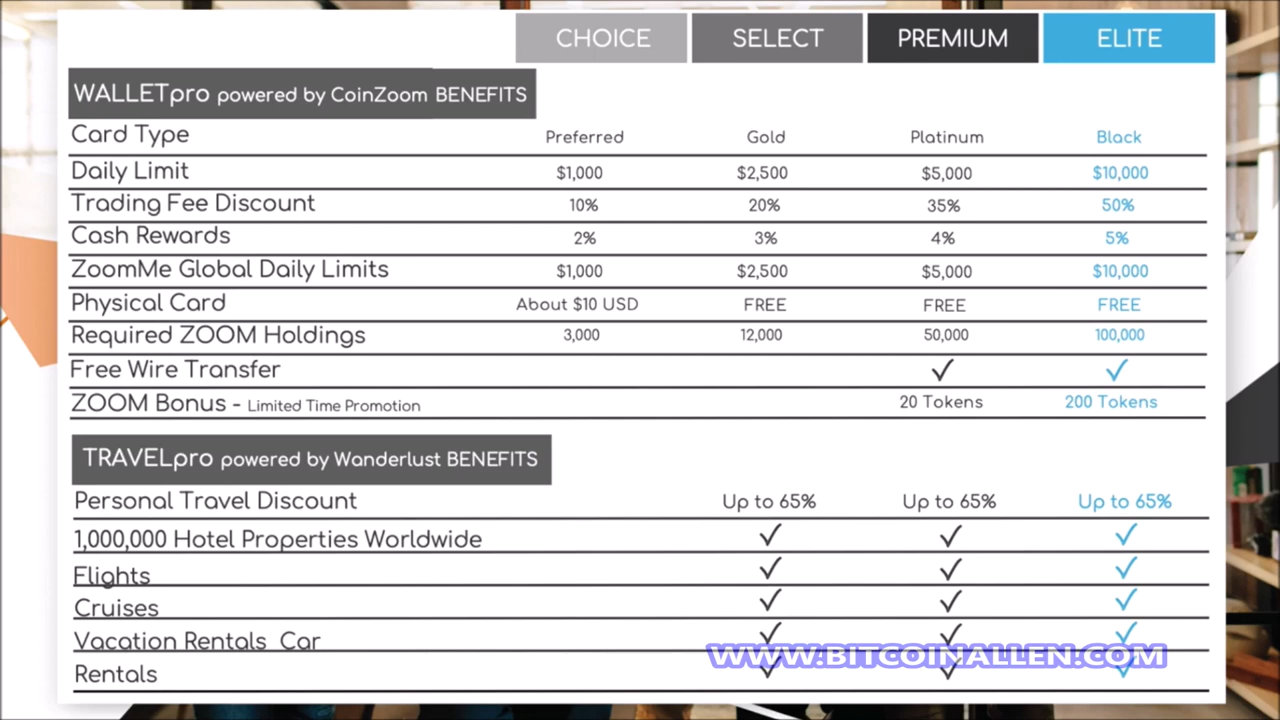 CHOICE SELECT PREMIUM ELITE
WALLETpro powered by CoinZoom BENEFITS
Card Type Preferred Gold Platinum Black
Daily Limit $1,000 $2,500 $5,000 $10,000
Trading Fee Discount 10% 20% 35% 50%
Cash Rewards 2% 3% 4% 5%
ZoomMe Global Daily Limits $1,000 $2,500 $5,000 $10,000
Physical Card About $10 USD FREE FREE FREE
Required ZOOM Holdings 3,000 12,000 50,000 100,000
Free Wire Transfer ✓ ✓
ZOOM Bonus - Limited Time Promotion 20 Tokens 200 Tokens
TRAVELpro powered by Wanderlust BENEFITS
Personal Travel Discount Up to 65% Up to 65% Up to 65%
1,000,000 Hotel Properties Worldwide ✓ ✓ ✓
Flights ✓ ✓ ✓
Cruises ✓ ✓ ✓
Vacation Rentals Car ✓ ✓ ✓
WWW.BITCOINALLEN.COM
Rentals ✓ ✓ ✓